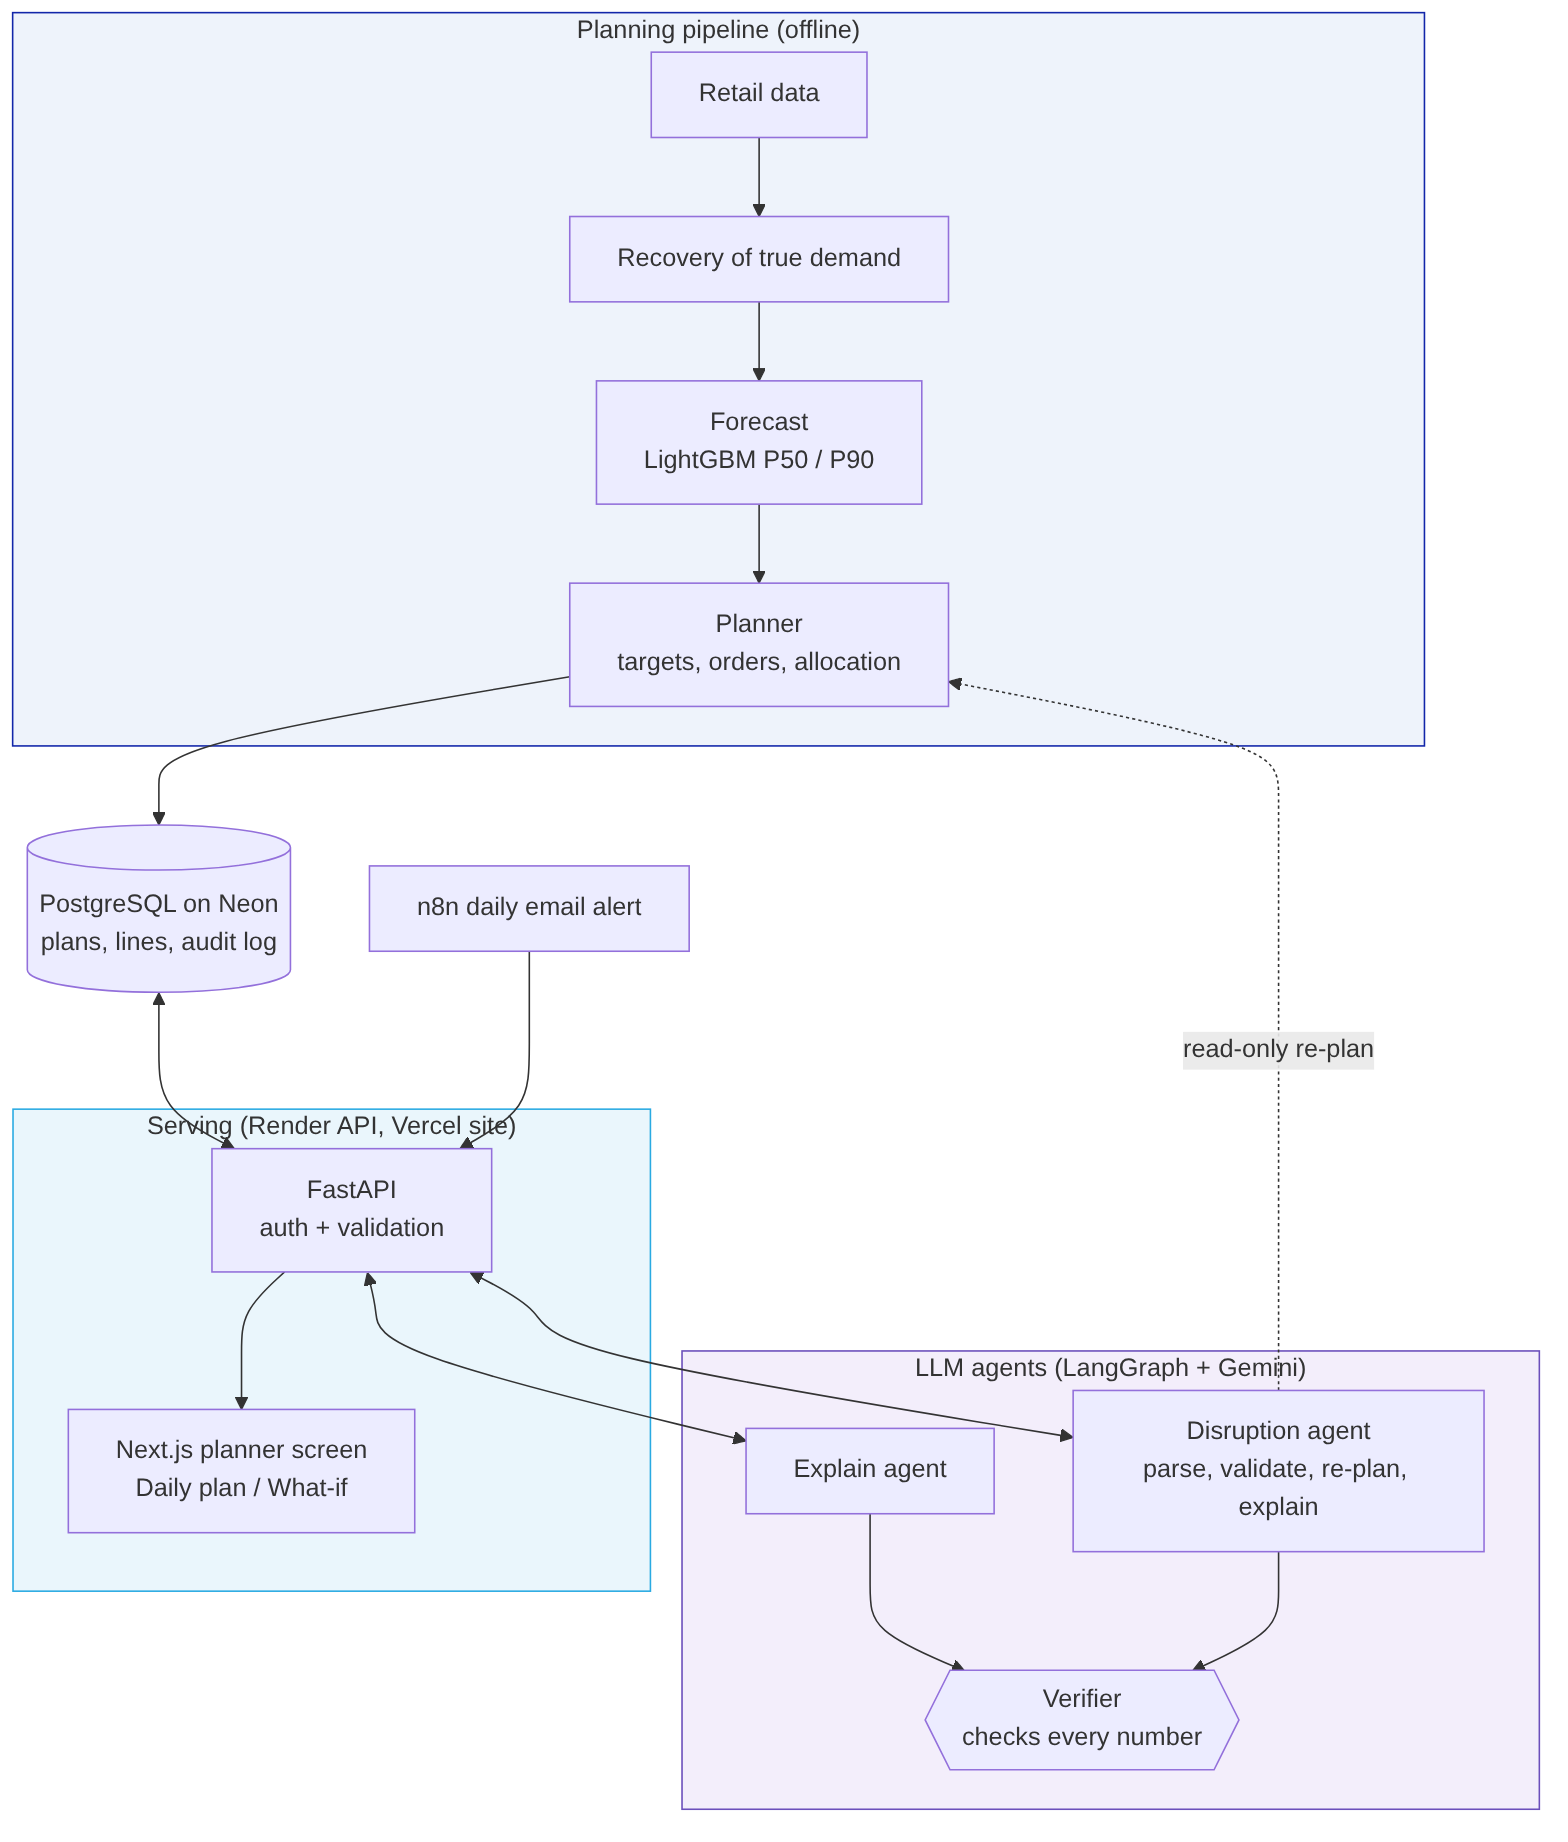 Planning pipeline (offline)
Retail data
Recovery of true demand
Forecast
LightGBM P50 / P90
Planner
targets, orders, allocation
PostgreSQL on Neon
plans, lines, audit log
n8n daily email alert
read-only re-plan
Serving (Render API, Vercel site)
FastAPI
auth + validation
Next.js planner screen
Daily plan / What-if
LLM agents (LangGraph + Gemini)
Explain agent
Disruption agent
parse, validate, re-plan,
explain
Verifier
checks every number